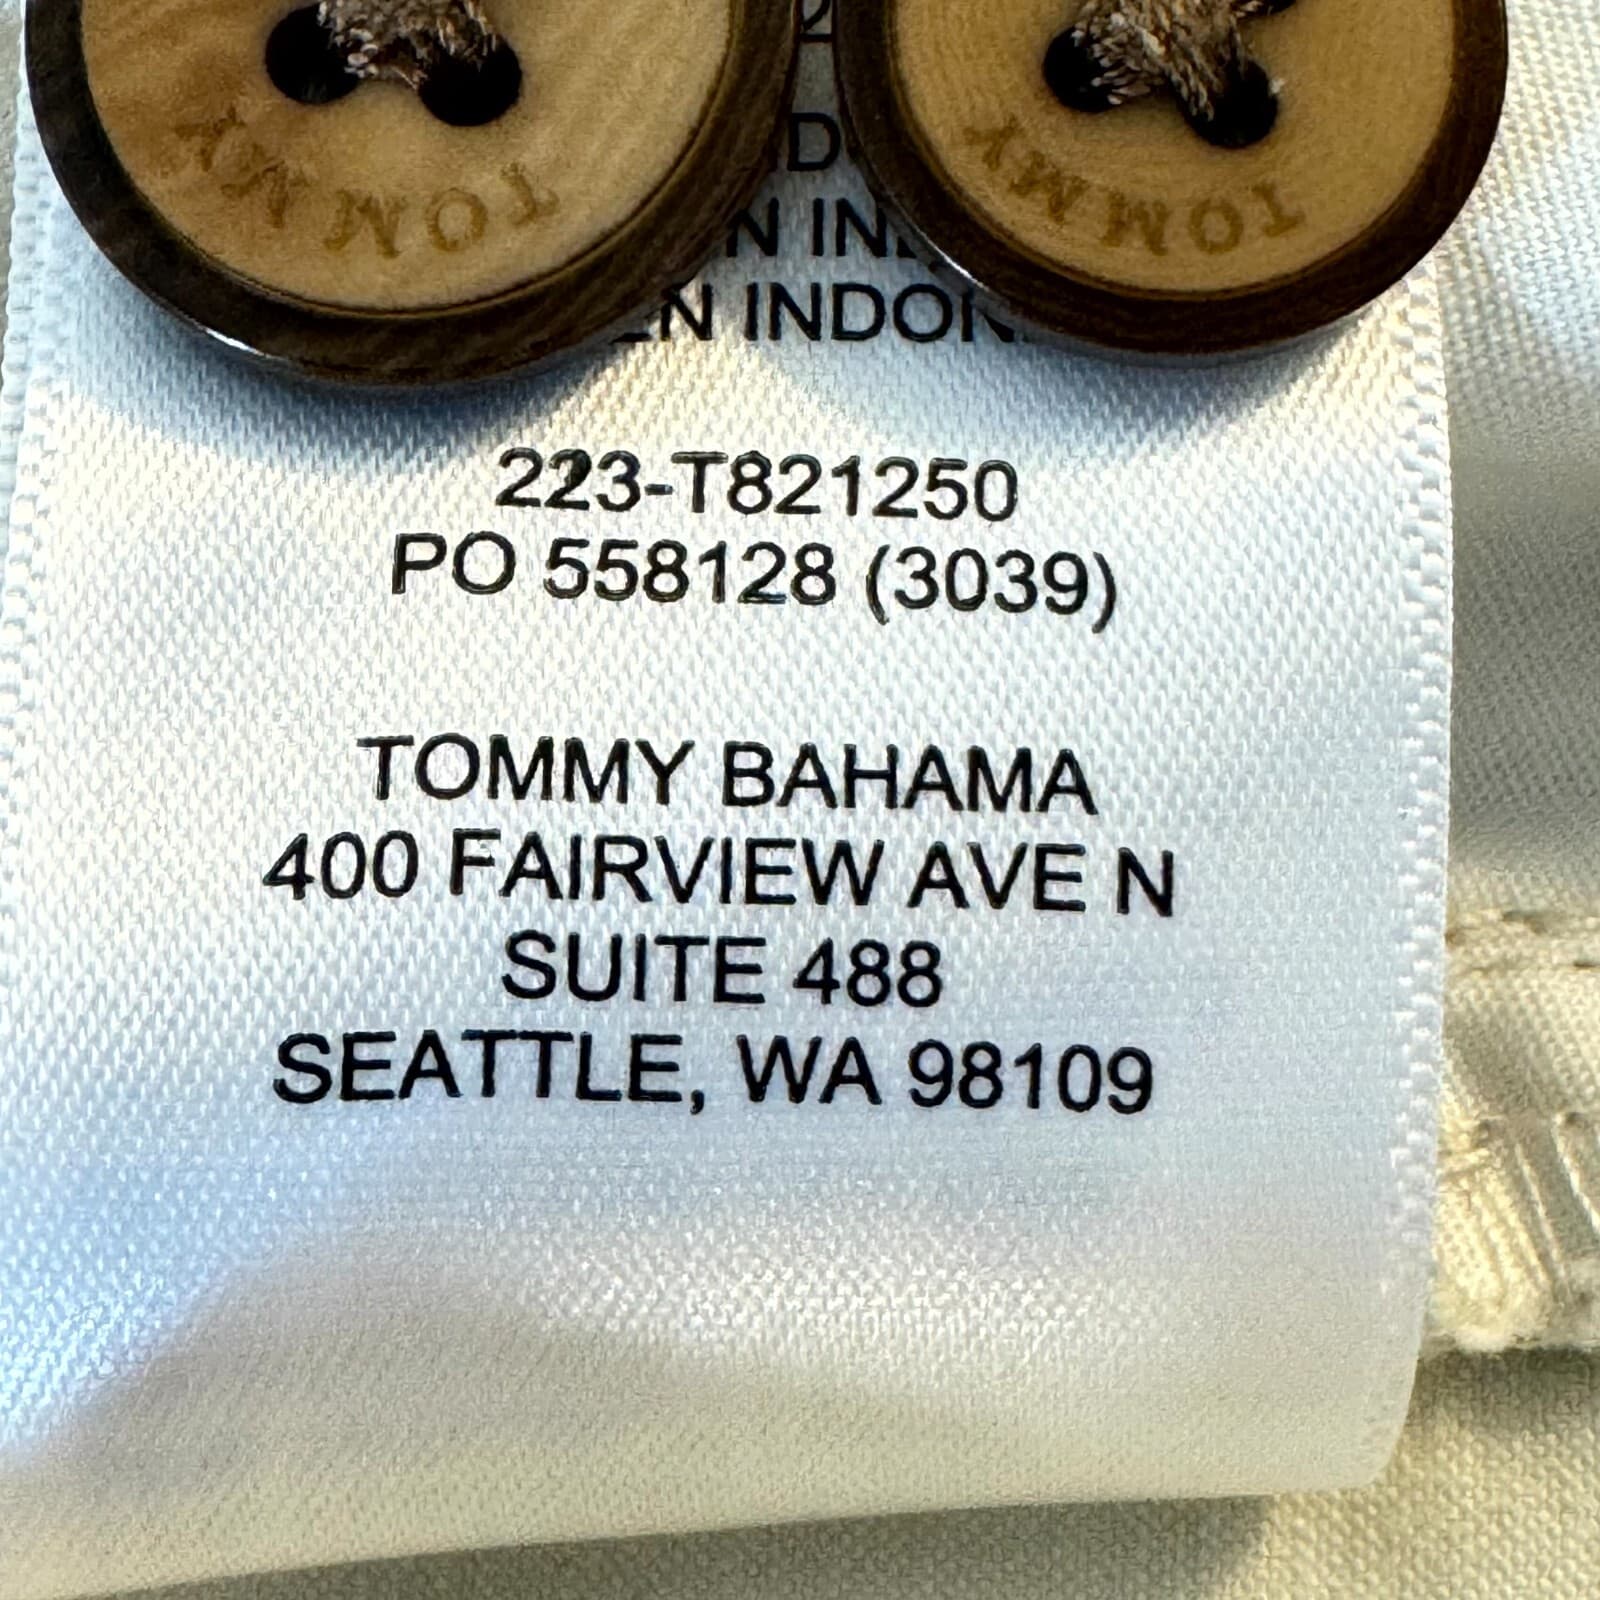 TOMMY
TOMMY
223-T821250
PO 558128 (3039)
TOMMY BAHAMA
400 FAIRVIEW AVE N
SUITE 488
SEATTLE, WA 98109